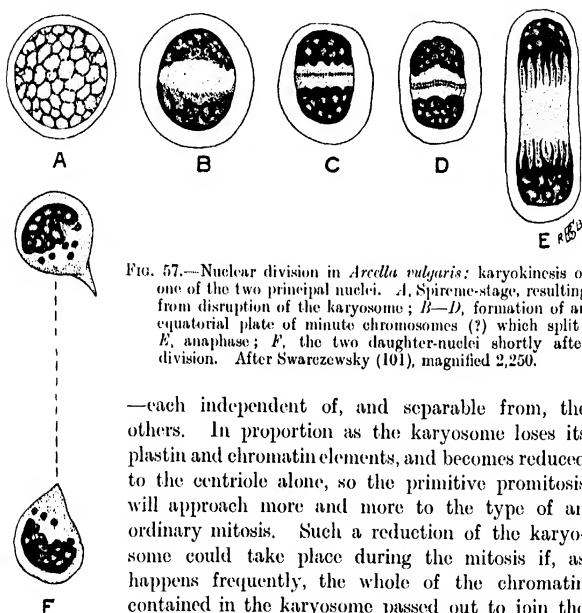 A
B
C
D
E
F
FIG. 57.—Nuclear division in Arcella vulgaris: karyokinesis o
one of the two principal nuclei. A, Spireme-stage, resulting
from disruption of the karyosome; B—D, formation of a
equatorial plate of minute chromosomes (?) which split
E, anaphase; F, the two daughter-nuclei shortly afte
division. After Swarczewsky (101), magnified 2,250.
—each independent of, and separable from, the
others. In proportion as the karyosome loses its
plastin and chromatin elements, and becomes reduced
to the centriole alone, so the primitive promitosis
will approach more and more to the type of a
ordinary mitosis. Such a reduction of the karyo-
some could take place during the mitosis if, as
happens frequently, the whole of the chromatin
contained in the karyosome passed out to join the